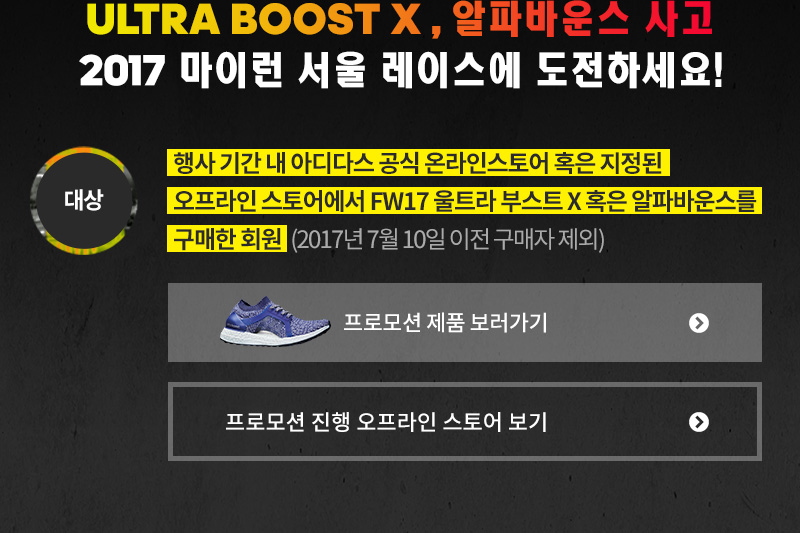 ULTRA BOOST X , 알파바운스 사고
2017 마이런 서울 레이스에 도전하세요!
대상
행사 기간 내 아디다스 공식 온라인스토어 혹은 지정된
오프라인 스토어에서 FW17 울트라 부스트 X 혹은 알파바운스를
구매한 회원 (2017년 7월 10일 이전 구매자 제외)
프로모션 제품 보러가기
프로모션 진행 오프라인 스토어 보기